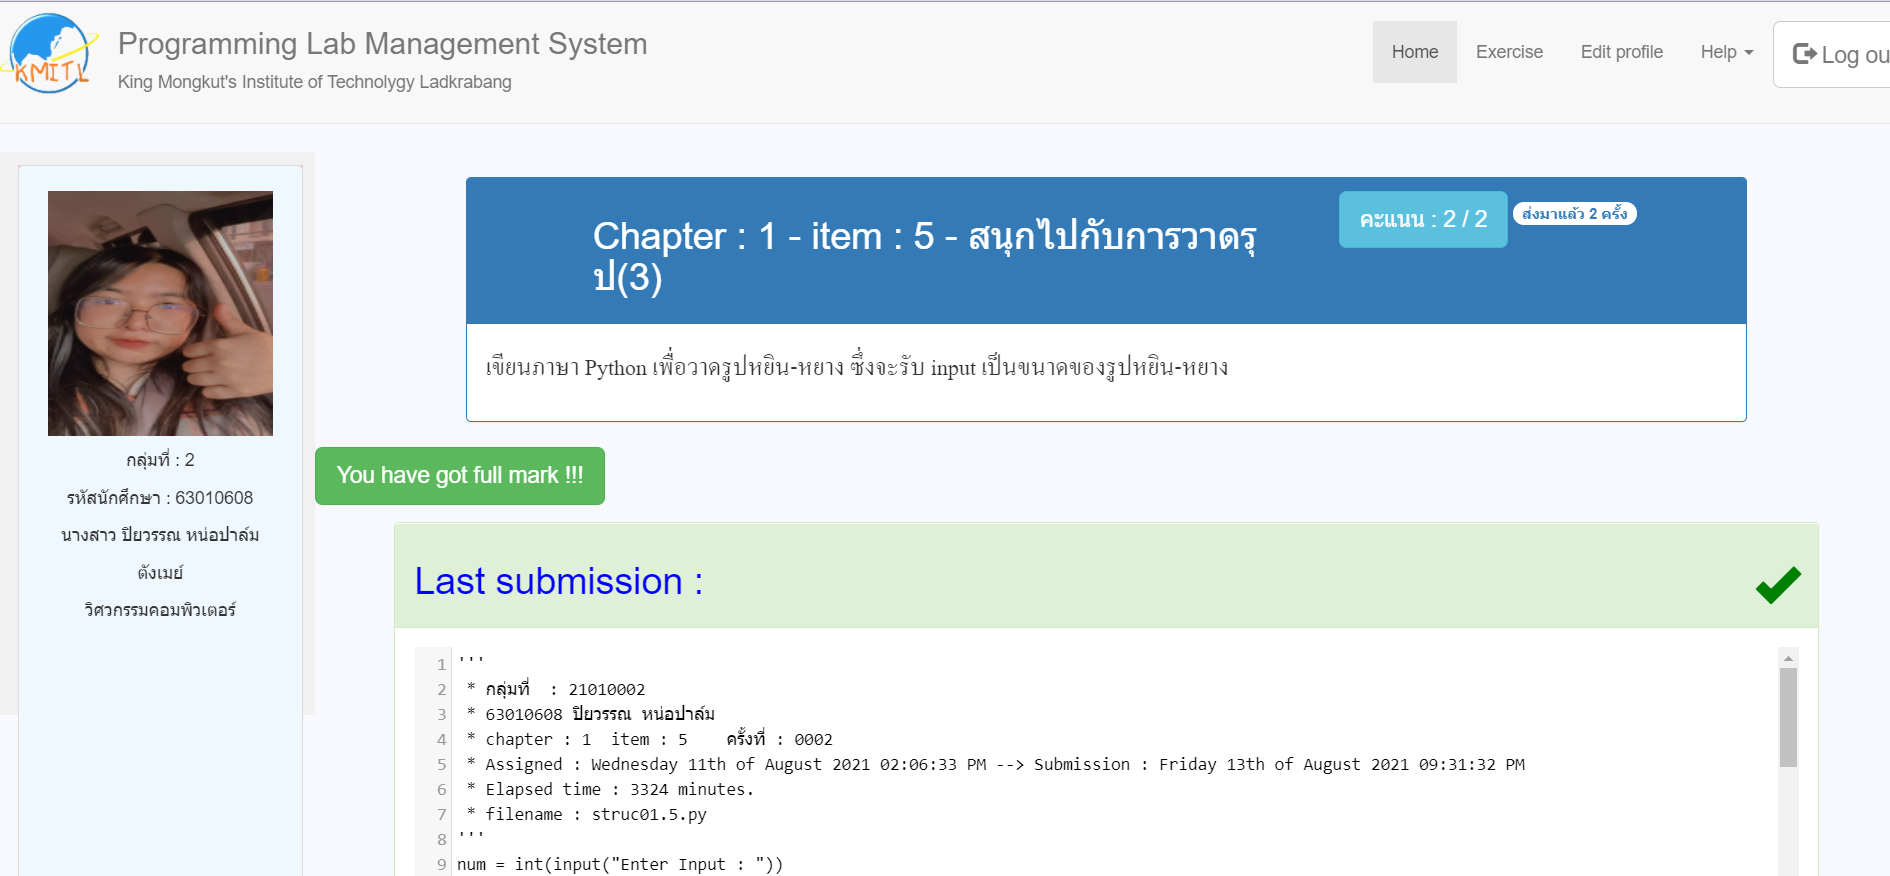 KMITL
Programming Lab Management System
King Mongkut's Institute of Technolygy Ladkrabang
Home
Exercise
Edit profile
Help
Log ou
กลุ่มที่ : 2
รหัสนักศึกษา : 63010608
นางสาว ปิยวรรณ หน่อปาล์ม
ตังเมย์
วิศวกรรมคอมพิวเตอร์
Chapter : 1 - item : 5 - สนุกไปกับการวาดรุ
ป(3)
คะแนน : 2 / 2
ส่งมาแล้ว 2 ครั้ง
เขียนภาษา Python เพื่อวาดรูปหยิน-หยาง ซึ่งจะรับ input เป็นขนาดของรูปหยิน-หยาง
You have got full mark !!!
Last submission :
1 '''
2  * กลุ่มที่  : 21010002
3  * 63010608 ปิยวรรณ หน่อปาล์ม
4  * chapter : 1  item : 5    ครั้งที่ : 0002
5  * Assigned : Wednesday 11th of August 2021 02:06:33 PM --> Submission : Friday 13th of August 2021 09:31:32 PM
6  * Elapsed time : 3324 minutes.
7  * filename : struc01.5.py
8 '''
9 num = int(input("Enter Input : "))